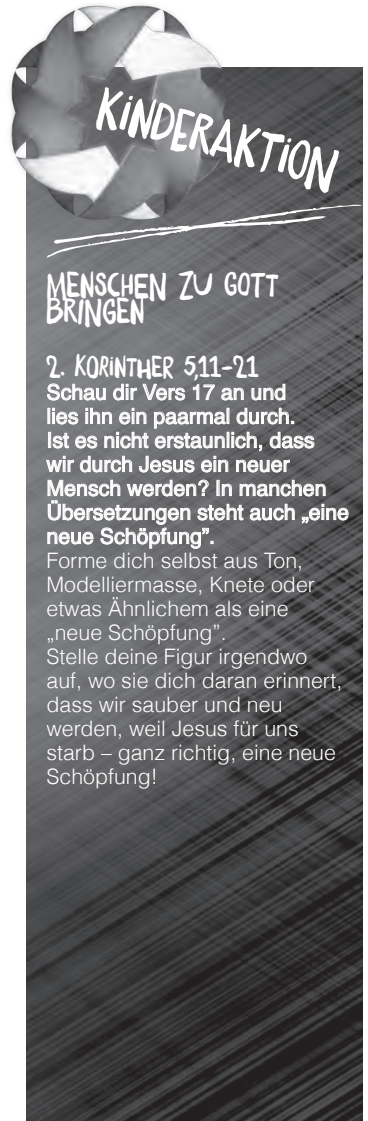 KiNDERAKTiON
MENSCHEN ZU GOTT
BRINGEN
2. KORiNTHER 5,11-21
Schau dir Vers 17 an und
lies ihn ein paarmal durch.
Ist es nicht erstaunlich, dass
wir durch Jesus ein neuer
Mensch werden? In manchen
Übersetzungen steht auch „eine
neue Schöpfung”.
Forme dich selbst aus Ton,
Modelliermasse, Knete oder
etwas Ähnlichem als eine
„neue Schöpfung”.
Stelle deine Figur irgendwo
auf, wo sie dich daran erinnert,
dass wir sauber und neu
werden, weil Jesus für uns
starb – ganz richtig, eine neue
Schöpfung!